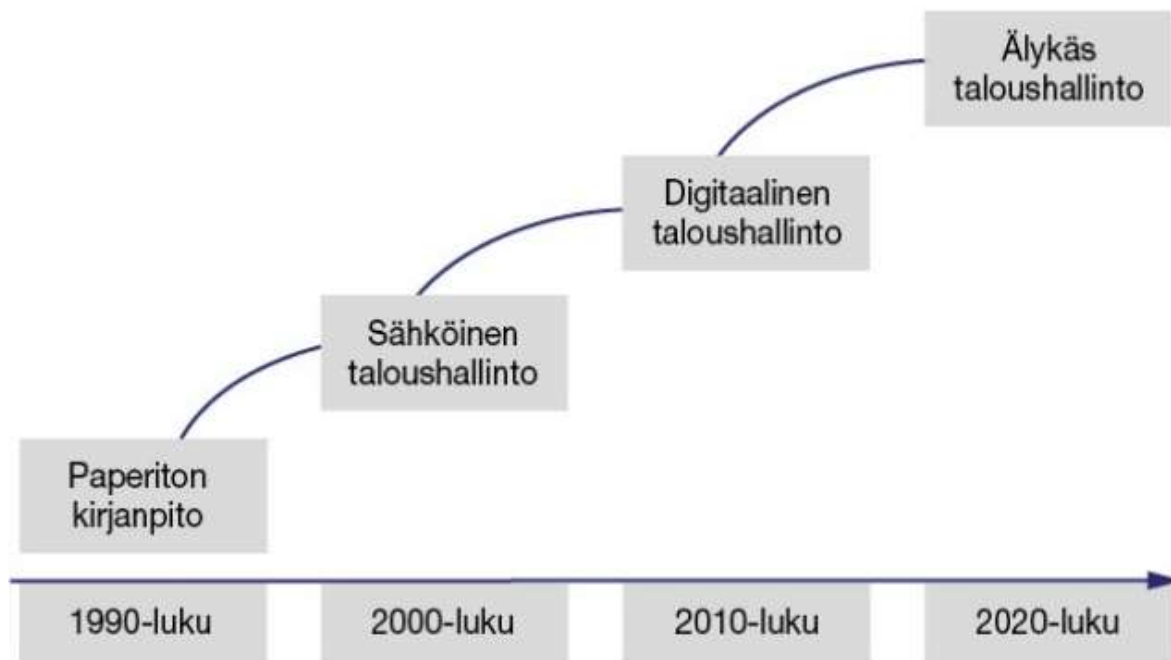 Älykäs
taloushallinto
Digitaalinen
taloushallinto
Sähköinen
taloushallinto
Paperiton
kirjanpito
1990-luku
2000-luku
2010-luku
2020-luku